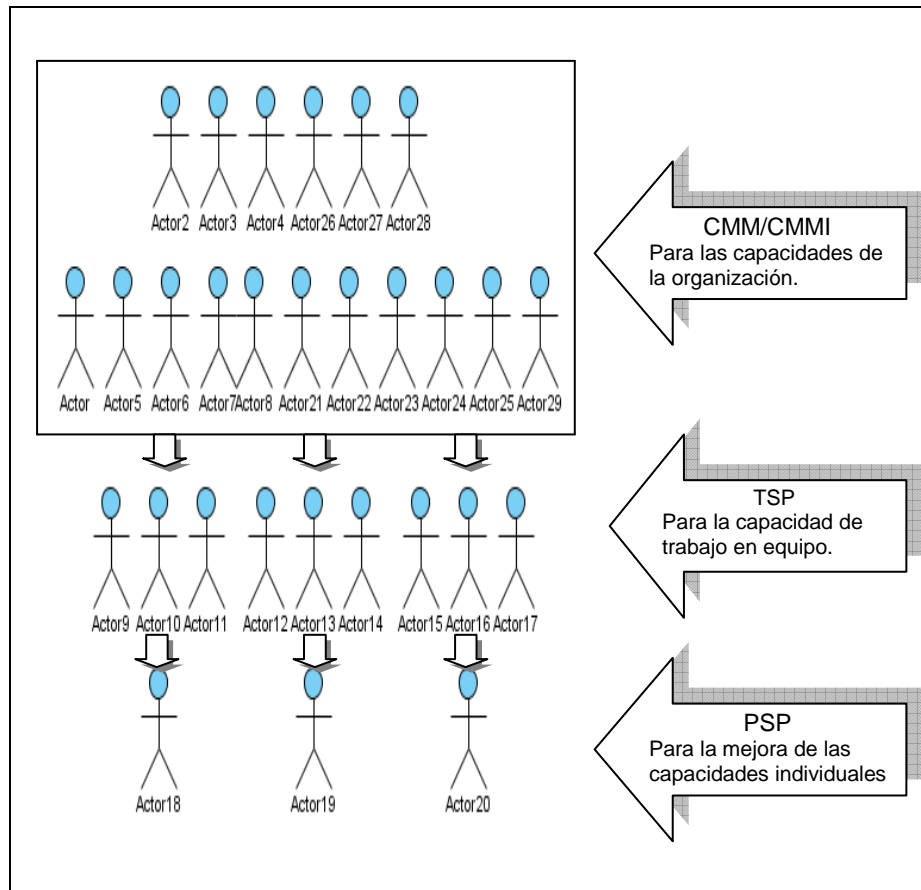 Actor2 Actor3 Actor4 Actor26 Actor27 Actor28
CMM/CMMI
Para las capacidades de
la organización.
Actor Actor5 Actor6 Actor7 Actor8 Actor21 Actor22 Actor23 Actor24 Actor25 Actor29
TSP
Para la capacidad de
trabajo en equipo.
Actor9 Actor10 Actor11 Actor12 Actor13 Actor14 Actor15 Actor16 Actor17
PSP
Para la mejora de las
capacidades individuales
Actor18 Actor19 Actor20